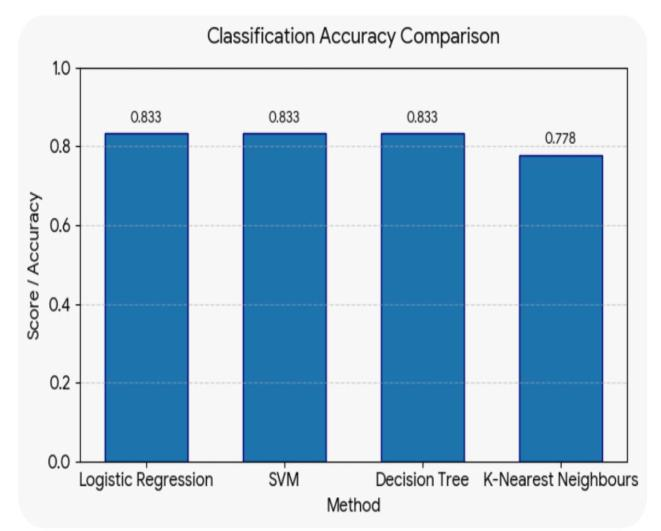 Classification Accuracy Comparison
1.0
0.8
0.6
0.4
0.2
0.0
Score / Accuracy
0.833
0.833
0.833
0.778
Logistic Regression
SVM
Decision Tree
K-Nearest Neighbours
Method